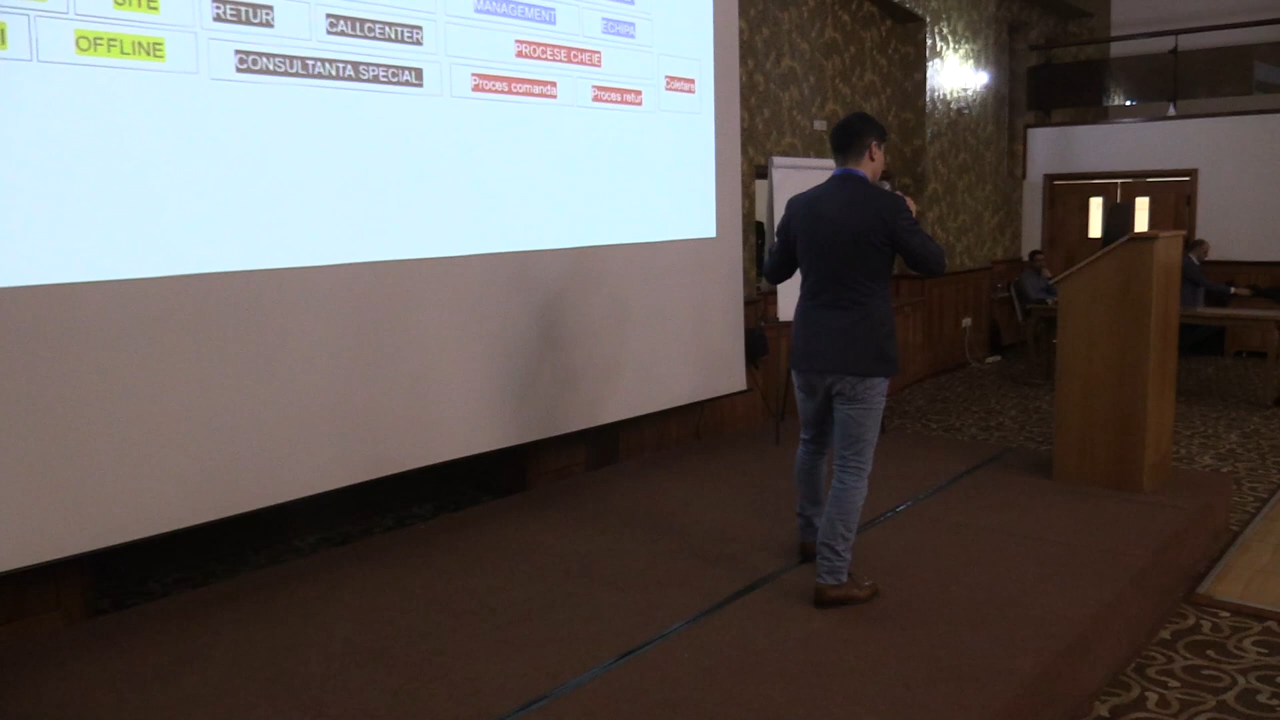 SITE
RETUR
MANAGEMENT
OFFLINE
CALLCENTER
ECHIPA
CONSULTANTA SPECIAL
PROCESE CHEIE
Proces comanda
Proces retur
Coletare